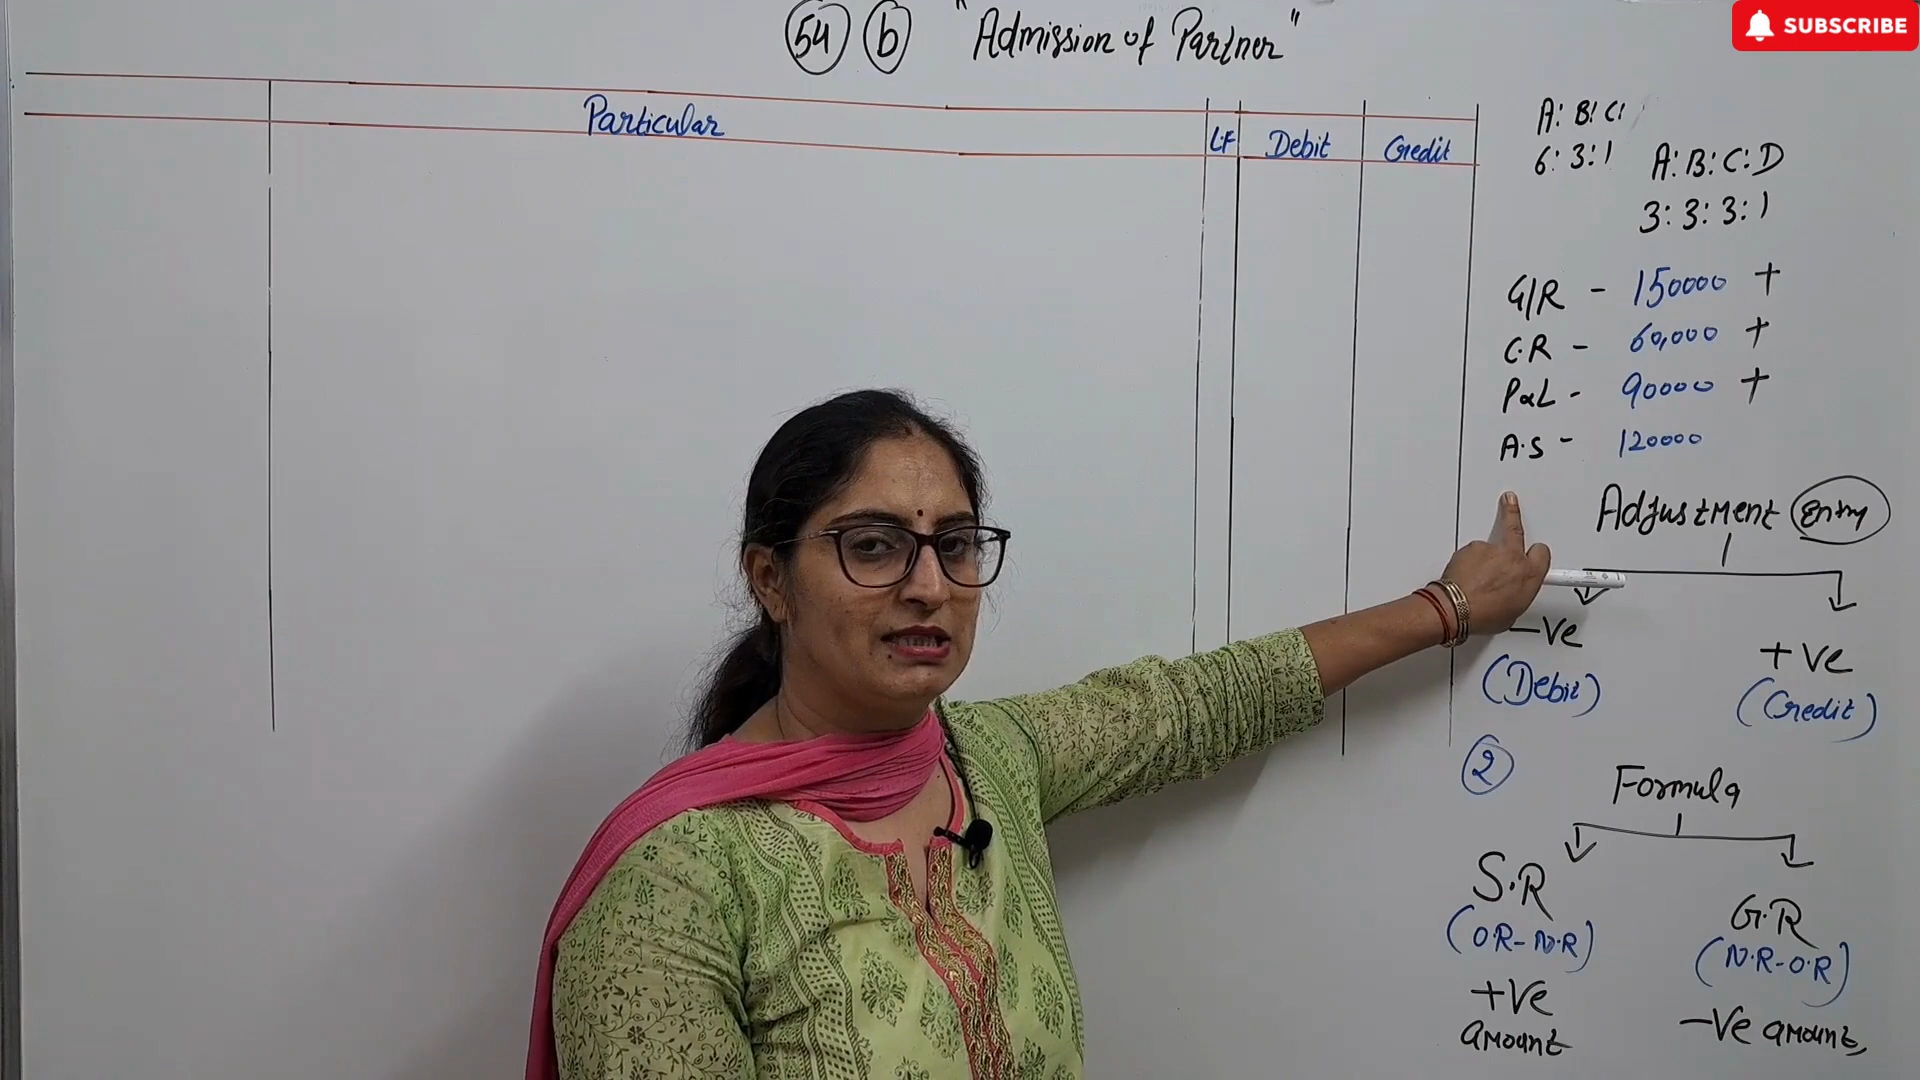 54 b "Admission of Partner"
SUBSCRIBE
Particular L.F Debit Credit
A: B: C:
6: 3: 1
A: B: C: D
3: 3: 3: 1
G/R - 150000 +
C.R - 60,000 +
P&L - 90000 +
A.S - 120000
Adjustment Entry
-Ve
(Debit)
+ve
(Credit)
2
Formula
S.R
(OR-N.R)
+Ve
amount
G.R
(N.R-O.R)
-Ve amount,